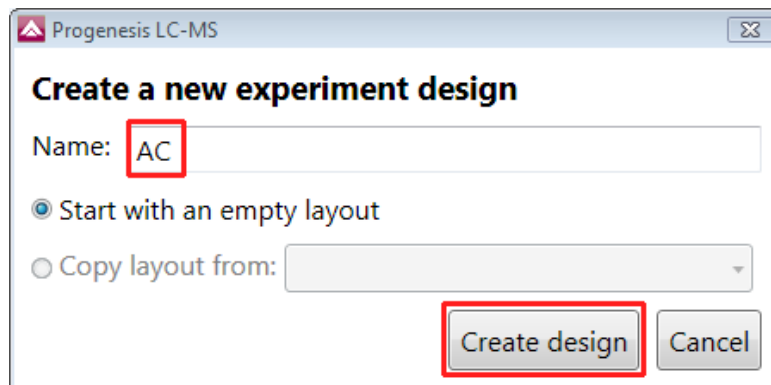 Progenesis LC-MS
Create a new experiment design
Name: AC
Start with an empty layout
Copy layout from:
Create design Cancel